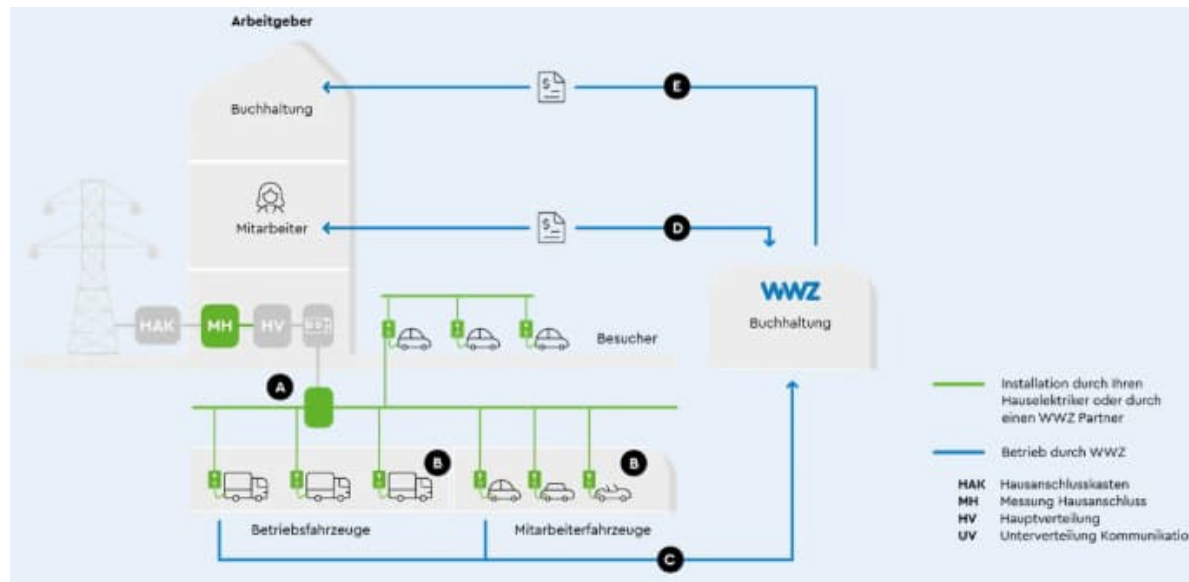 Arbeitgeber
Buchhaltung
E
Mitarbeiter
D
WWZ
Buchhaltung
HAK
MH
HV
Besucher
A
B
B
Betriebsfahrzeuge
Mitarbeiterfahrzeuge
C
Installation durch Ihren
Hauselektriker oder durch
einen WWZ Partner
Betrieb durch WWZ
HAK Hausanschlusskasten
MH Messung Hausanschluss
HV Hauptverteilung
UV Unterverteilung Kommunikatio